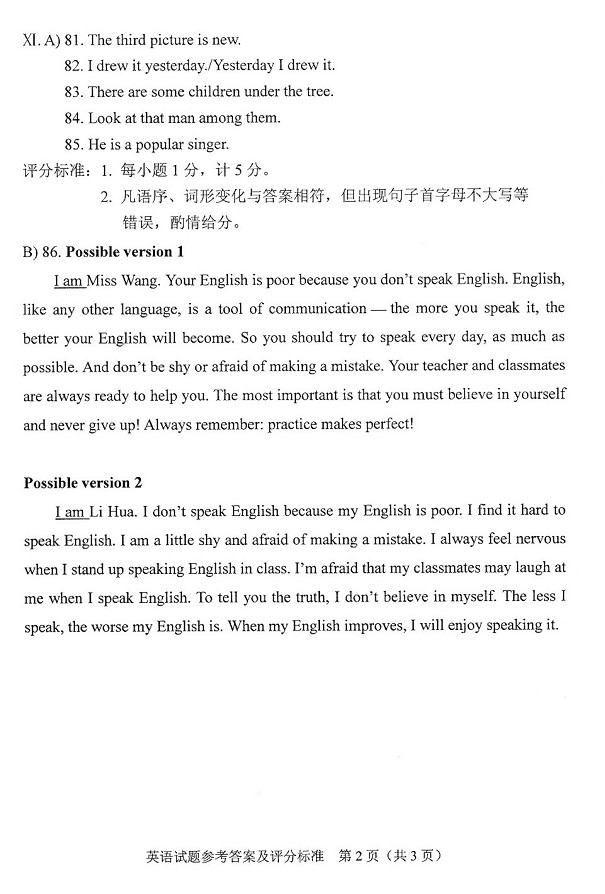 XI. A) 81. The third picture is new.
82. I drew it yesterday./Yesterday I drew it.
83. There are some children under the tree.
84. Look at that man among them.
85. He is a popular singer.
评分标准：1. 每小题 1 分，计 5 分。
2. 凡语序、词形变化与答案相符，但出现句子首字母不大写等
错误，酌情给分。
B) 86. Possible version 1
I am Miss Wang. Your English is poor because you don't speak English. English,
like any other language, is a tool of communication — the more you speak it, the
better your English will become. So you should try to speak every day, as much as
possible. And don't be shy or afraid of making a mistake. Your teacher and classmates
are always ready to help you. The most important is that you must believe in yourself
and never give up! Always remember: practice makes perfect!
Possible version 2
I am Li Hua. I don't speak English because my English is poor. I find it hard to
speak English. I am a little shy and afraid of making a mistake. I always feel nervous
when I stand up speaking English in class. I'm afraid that my classmates may laugh at
me when I speak English. To tell you the truth, I don't believe in myself. The less I
speak, the worse my English is. When my English improves, I will enjoy speaking it.
英语试题参考答案及评分标准 第 2 页（共 3 页）